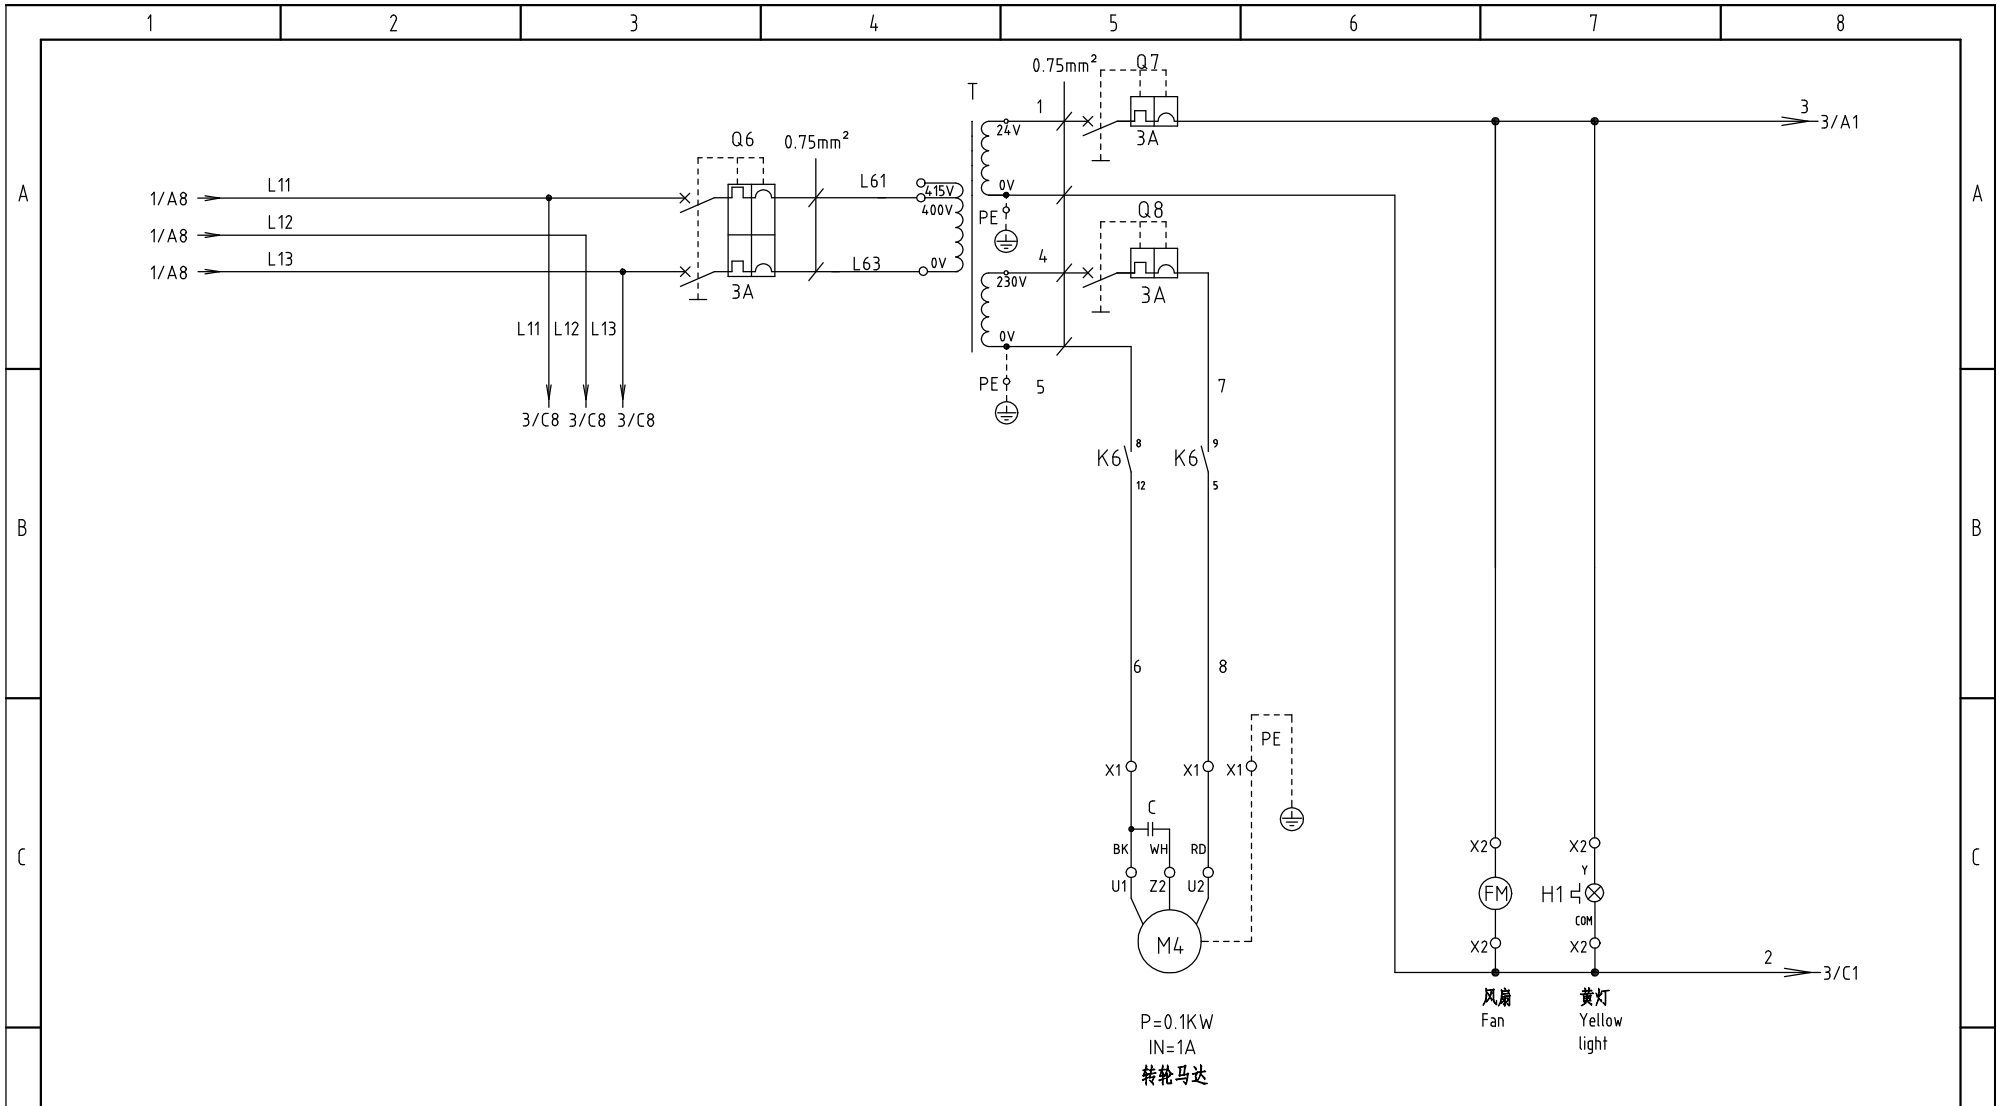 1 2 3 4 5 6 7 8
0.75mm² Q7
T
1 3
24V 3/A1
3A
Q6 0.75mm²
A A
L11 L61 415V 0V
1/A8 400V
L12 PE Q8
1/A8
L13 L63 0V 4
1/A8 230V
3A 3A
L11 L12 L13 0V
PE 5 7
3/C8 3/C8 3/C8
8 9
K6 K6
12 5
B B
6 8
PE
X1 X1 X1
C
BK WH RD X2 X2
C C
U1 Z2 U2 Y
FM H1
COM
M4 X2 X2
2
3/C1
风扇 黄灯
Fan Yellow
light
P=0.1KW
IN=1A
转轮马达